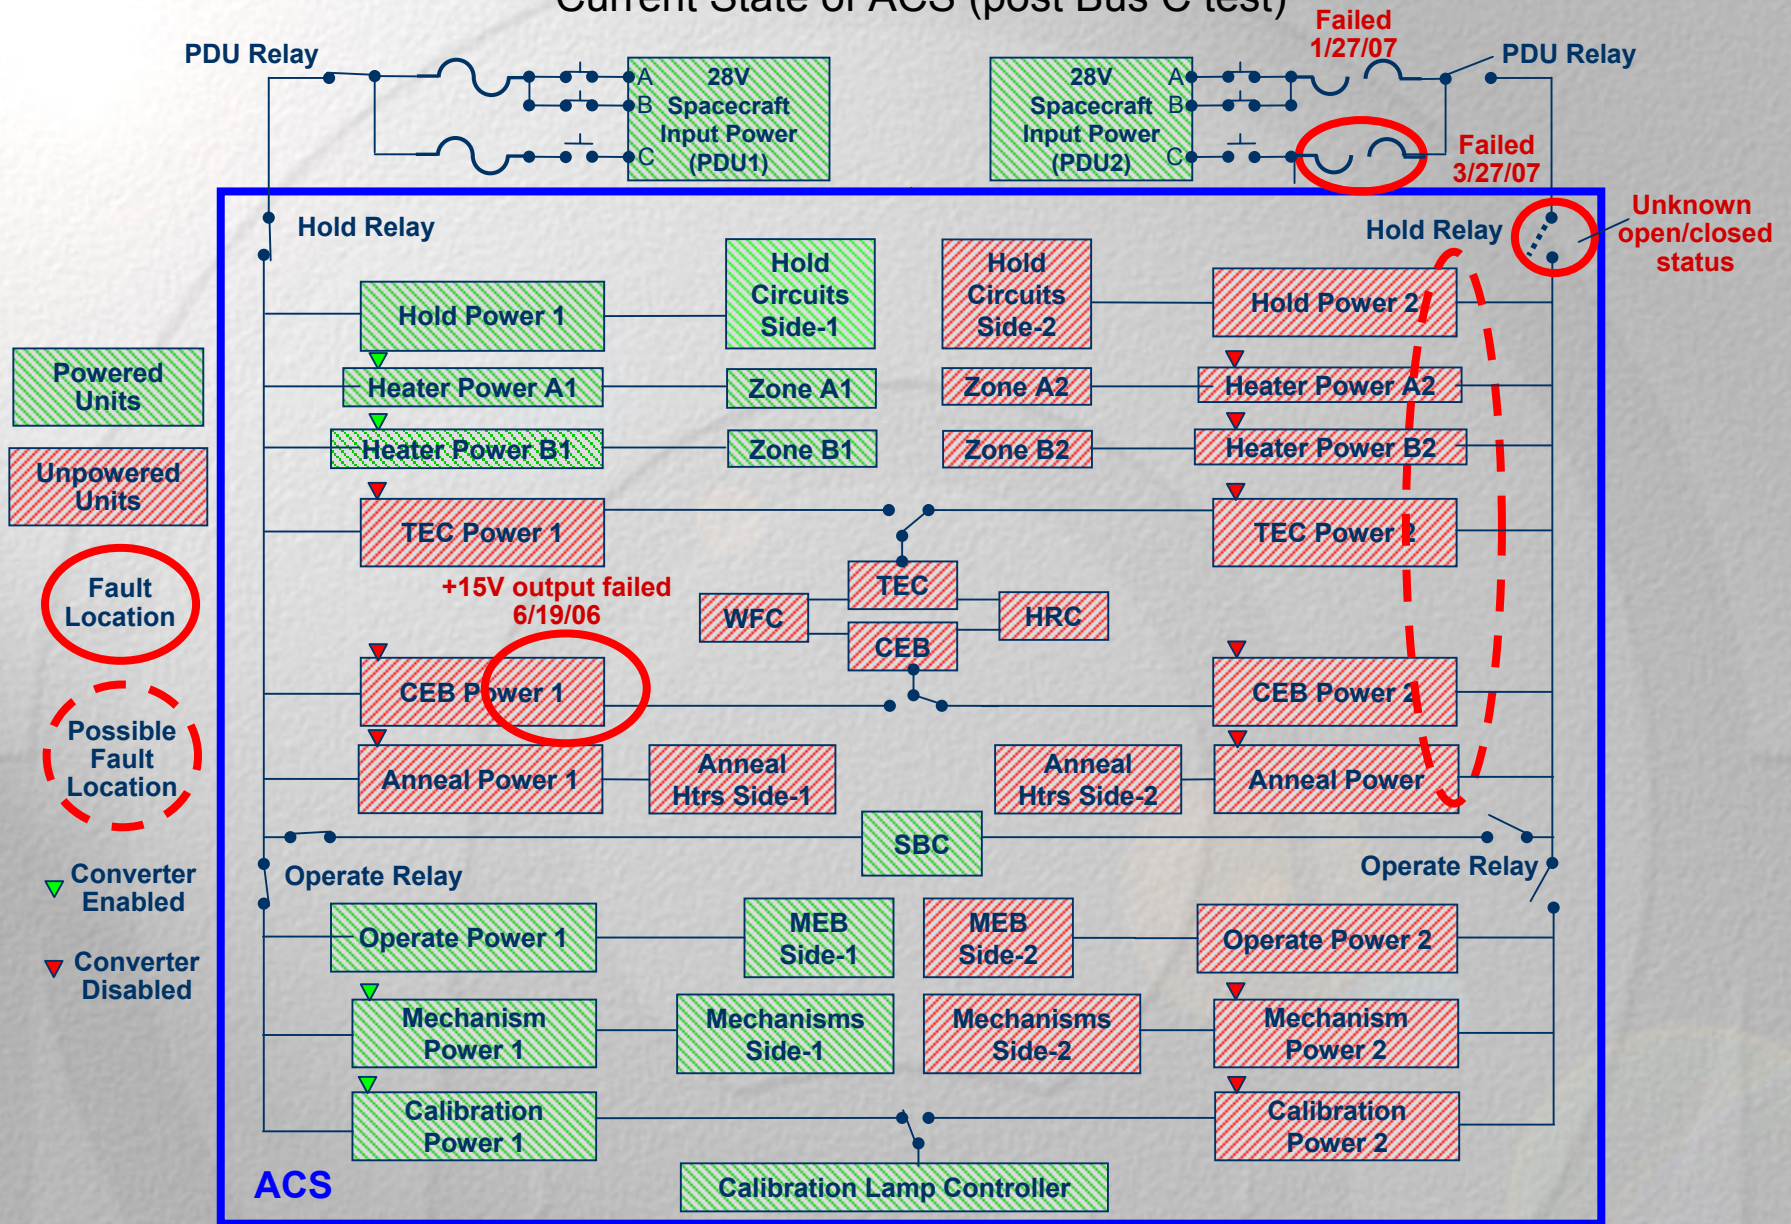 Current State of ACS (post Bus C test)
PDU Relay
A
B
C
28V
Spacecraft
Input Power
(PDU1)
28V
Spacecraft
Input Power
(PDU2)
A
B
C
Failed
1/27/07
PDU Relay
Failed
3/27/07
Hold Relay
Hold Relay
Unknown
open/closed
status
Hold Power 1
Hold
Circuits
Side-1
Hold
Circuits
Side-2
Hold Power 2
Powered
Units
Heater Power A1
Zone A1
Zone A2
Heater Power A2
Heater Power B1
Zone B1
Zone B2
Heater Power B2
Unpowered
Units
TEC Power 1
TEC Power 2
Fault
Location
+15V output failed
6/19/06
TEC
WFC
HRC
CEB
CEB Power 1
CEB Power 2
Possible
Fault
Location
Anneal Power 1
Anneal
Htrs Side-1
Anneal
Htrs Side-2
Anneal Power
SBC
Operate Relay
Operate Relay
Converter
Enabled
Operate Power 1
MEB
Side-1
MEB
Side-2
Operate Power 2
Converter
Disabled
Mechanism
Power 1
Mechanisms
Side-1
Mechanisms
Side-2
Mechanism
Power 2
Calibration
Power 1
Calibration
Power 2
ACS
Calibration Lamp Controller